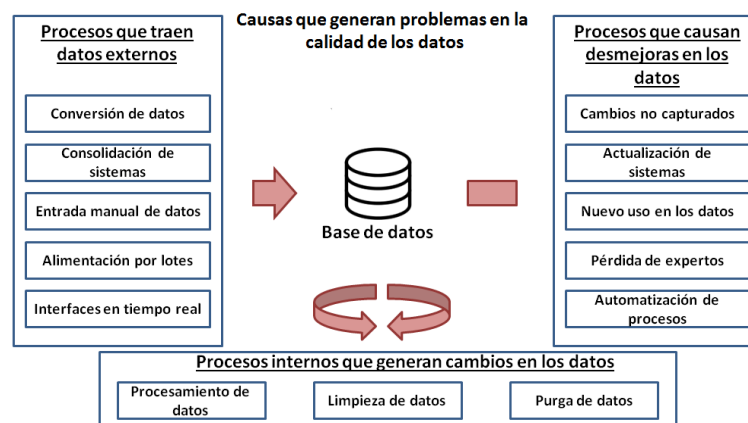 Causas que generan problemas en la
calidad de los datos
Procesos que traen
datos externos
Conversión de datos
Consolidación de
sistemas
Entrada manual de datos
Alimentación por lotes
Interfaces en tiempo real
Base de datos
Procesos que causan
desmejoras en los
datos
Cambios no capturados
Actualización de
sistemas
Nuevo uso en los datos
Pérdida de expertos
Automatización de
procesos
Procesos internos que generan cambios en los datos
Procesamiento de
datos
Limpieza de datos
Purga de datos